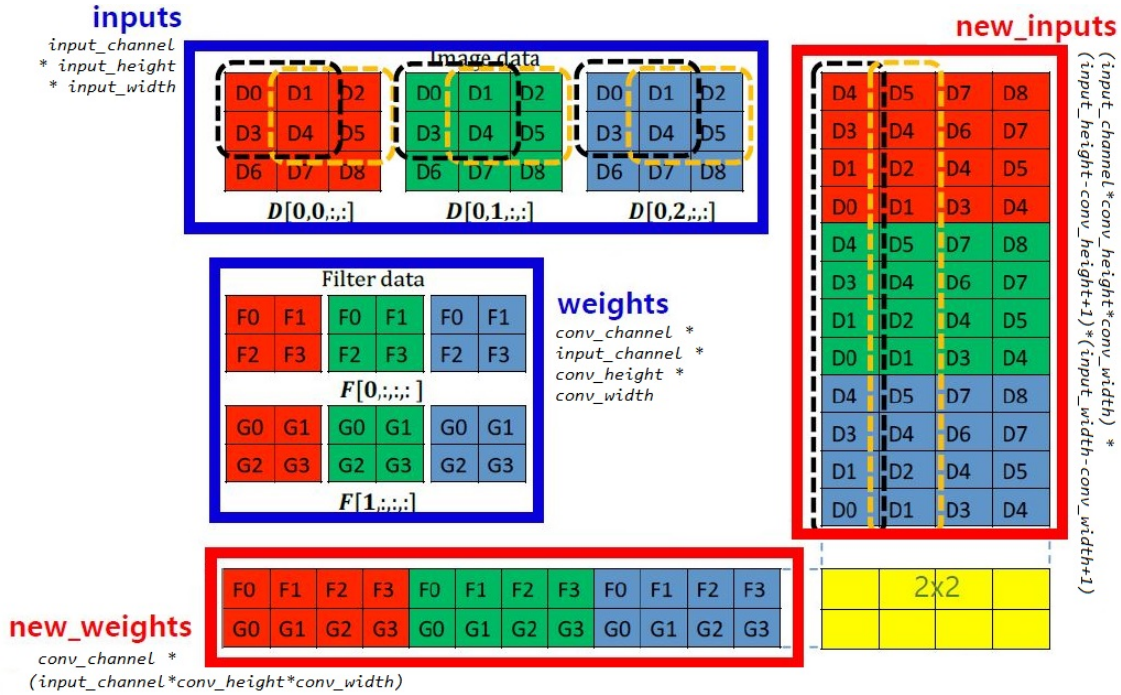 inputs
input_channel
* input_height
* input_width
Image data
D0 D1 D2 D0 D1 D2 D0 D1 D2
D3 D4 D5 D3 D4 D5 D3 D4 D5
D6 D7 D8 D6 D7 D8 D6 D7 D8
D[0,0,:,:] D[0,1,:,:] D[0,2,:,:]
Filter data
F0 F1 F0 F1 F0 F1
F2 F3 F2 F3 F2 F3
F[0,:,:,: ]
G0 G1 G0 G1 G0 G1
G2 G3 G2 G3 G2 G3
F[1,:,:,:]
weights
conv_channel *
input_channel *
conv_height *
conv_width
new_inputs
D4 D5 D7 D8
D3 D4 D6 D7
D1 D2 D4 D5
D0 D1 D3 D4
D4 D5 D7 D8
D3 D4 D6 D7
D1 D2 D4 D5
D0 D1 D3 D4
D4 D5 D7 D8
D3 D4 D6 D7
D1 D2 D4 D5
D0 D1 D3 D4
(input_channel*conv_height*conv_width) *
(input_height-conv_height+1)*(input_width-conv_width+1)
new_weights
conv_channel *
(input_channel*conv_height*conv_width)
F0 F1 F2 F3 F0 F1 F2 F3 F0 F1 F2 F3
G0 G1 G2 G3 G0 G1 G2 G3 G0 G1 G2 G3
2x2